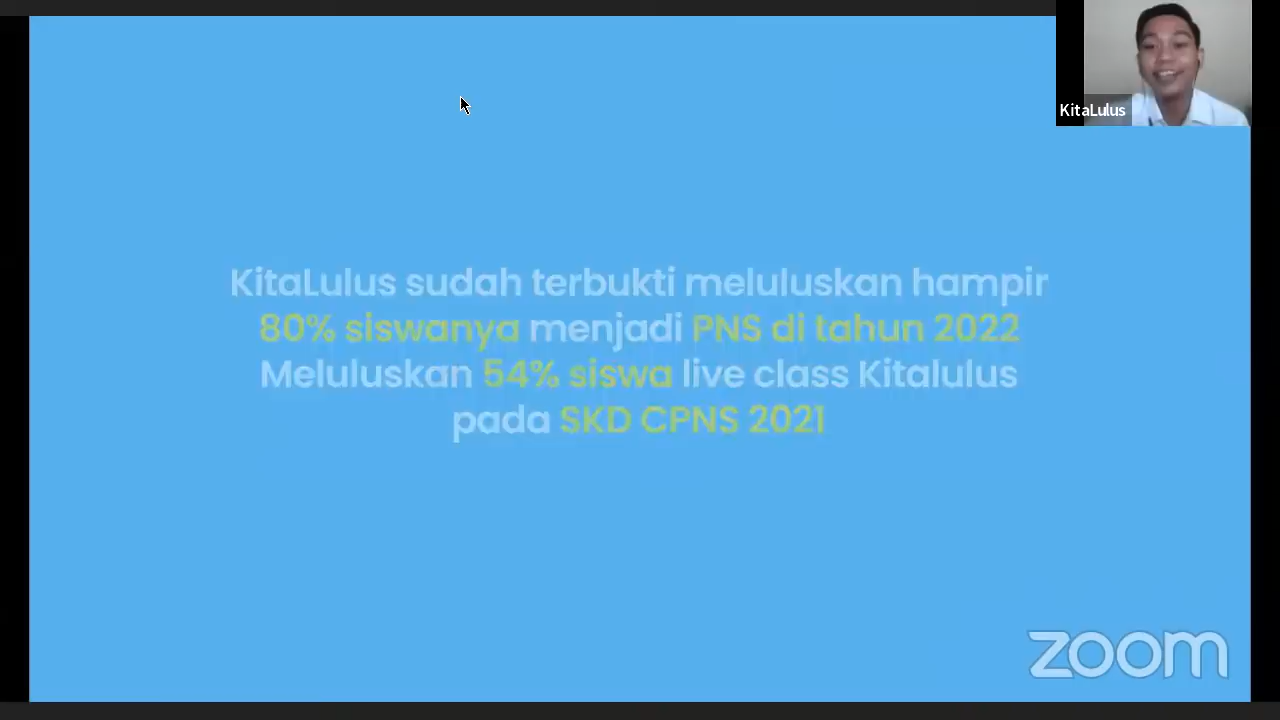 KitaLulus
KitaLulus sudah terbukti meluluskan hampir
80% siswanya menjadi PNS di tahun 2022
Meluluskan 54% siswa live class Kitalulus
pada SKD CPNS 2021
zoom